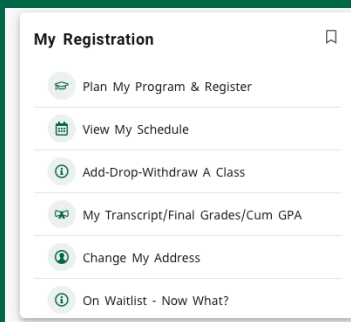 My Registration
Plan My Program & Register
View My Schedule
Add-Drop-Withdraw A Class
My Transcript/Final Grades/Cum GPA
Change My Address
On Waitlist - Now What?